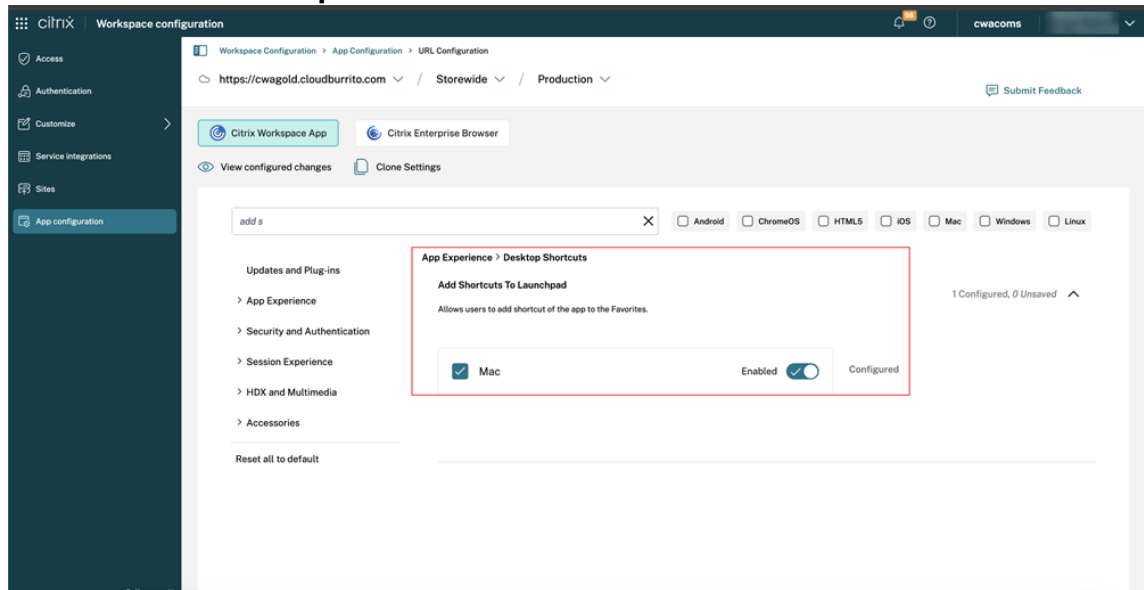 citrix Workspace configuration
cwacoms
Access
Authentication
Customize
Service integrations
Sites
App configuration
Workspace Configuration > App Configuration > URL Configuration
https://cwagold.cloudburrito.com / Storewide / Production
Submit Feedback
Citrix Workspace App
Citrix Enterprise Browser
View configured changes
Clone Settings
add s
Android
ChromeOS
HTML5
iOS
Mac
Windows
Linux
Updates and Plug-ins
App Experience
Security and Authentication
Session Experience
HDX and Multimedia
Accessories
Reset all to default
App Experience > Desktop Shortcuts
Add Shortcuts To Launchpad
Allows users to add shortcut of the app to the Favorites.
1 Configured, 0 Unsaved
Mac
Enabled
Configured